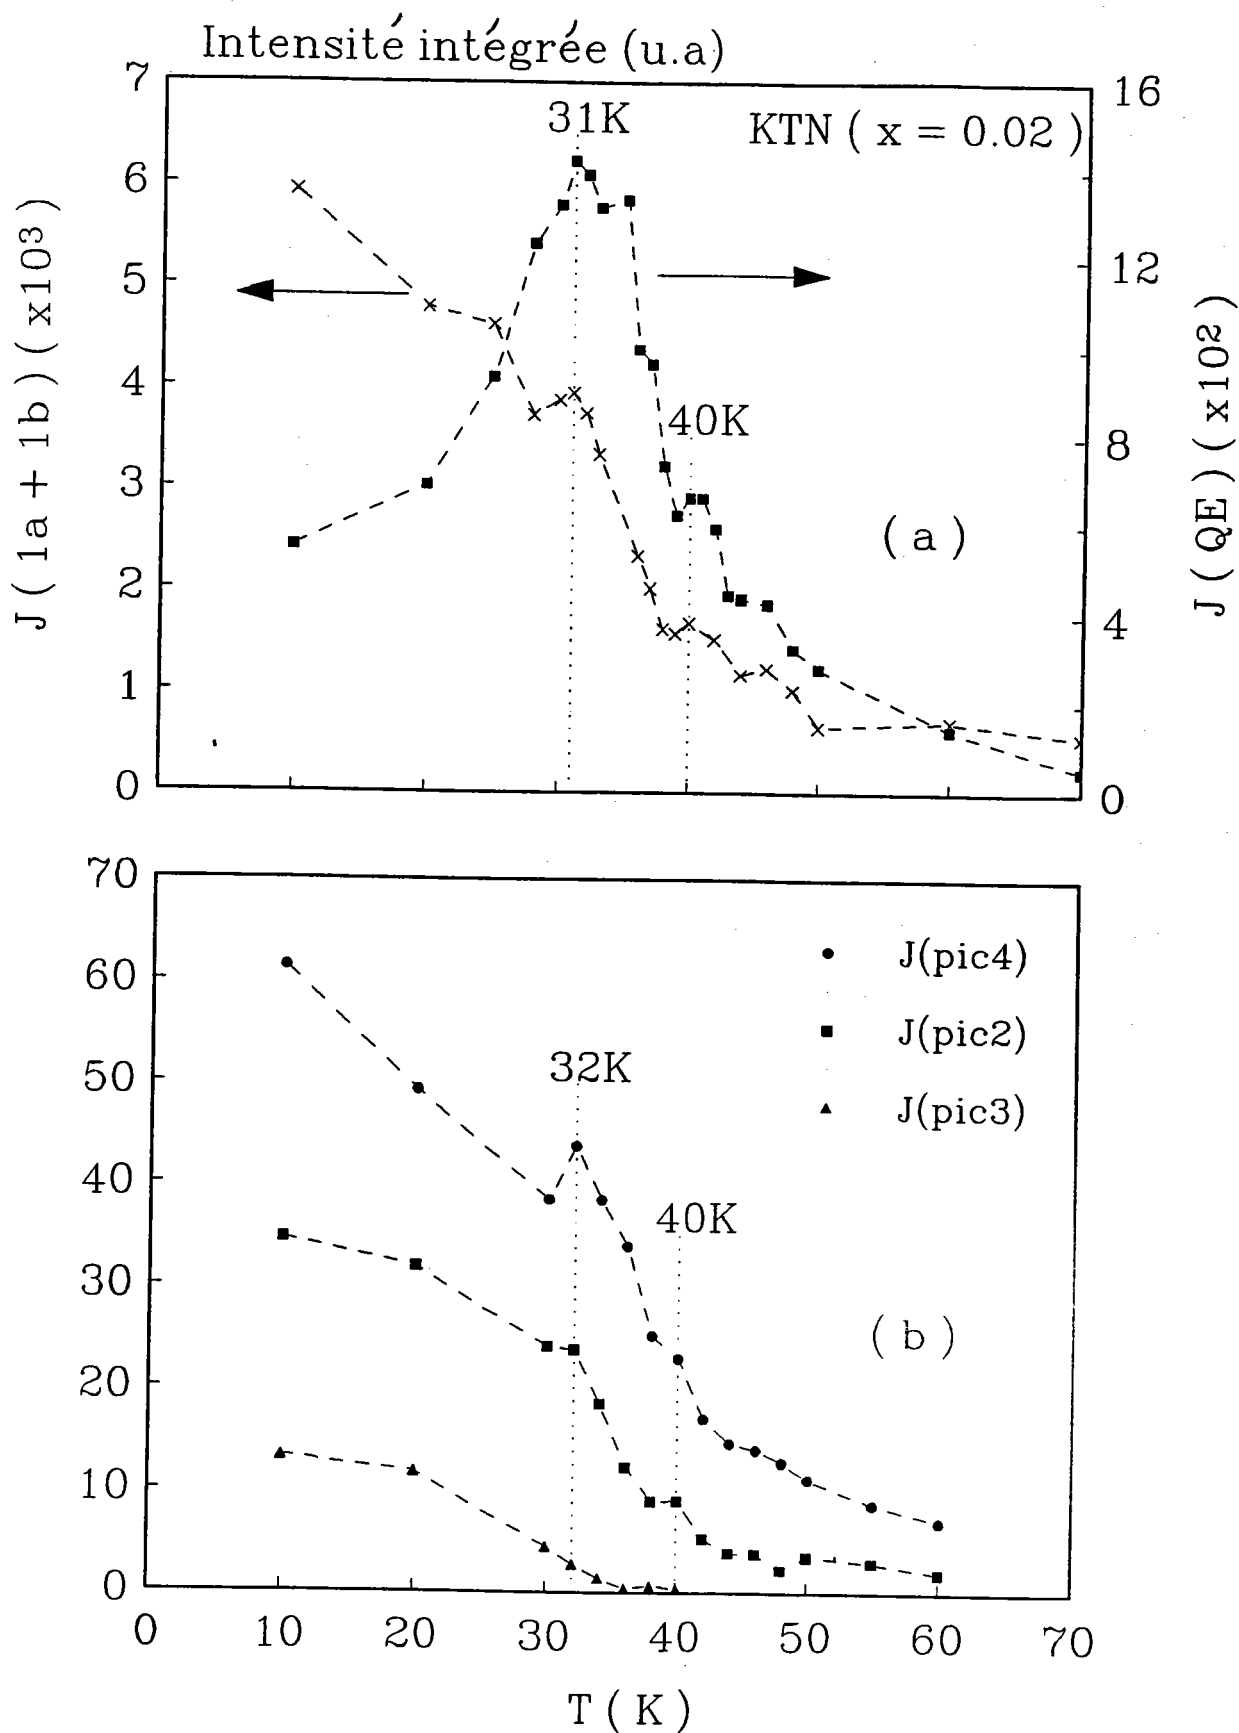 Intensité intégrée (u.a)
7
6
5
4
3
2
1
0
J ( 1a + 1b ) ( x10³ )
31K
KTN ( x = 0.02 )
40K
( a )
16
12
8
4
0
J ( QE ) ( x10² )
70
60
50
40
30
20
10
0
J(pic4)
J(pic2)
J(pic3)
32K
40K
( b )
0 10 20 30 40 50 60 70
T ( K )